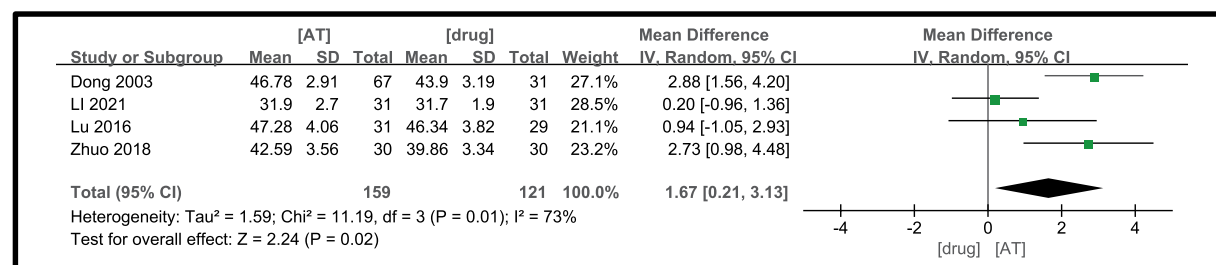 [AT] [drug] Mean Difference Mean Difference
Study or Subgroup Mean SD Total Mean SD Total Weight IV, Random, 95% CI IV, Random, 95% CI
Dong 2003 46.78 2.91 67 43.9 3.19 31 27.1% 2.88 [1.56, 4.20]
LI 2021 31.9 2.7 31 31.7 1.9 31 28.5% 0.20 [-0.96, 1.36]
Lu 2016 47.28 4.06 31 46.34 3.82 29 21.1% 0.94 [-1.05, 2.93]
Zhuo 2018 42.59 3.56 30 39.86 3.34 30 23.2% 2.73 [0.98, 4.48]
Total (95% CI) 159 121 100.0% 1.67 [0.21, 3.13]
Heterogeneity: Tau² = 1.59; Chi² = 11.19, df = 3 (P = 0.01); I² = 73%
Test for overall effect: Z = 2.24 (P = 0.02)
-4 -2 0 2 4
[drug] [AT]